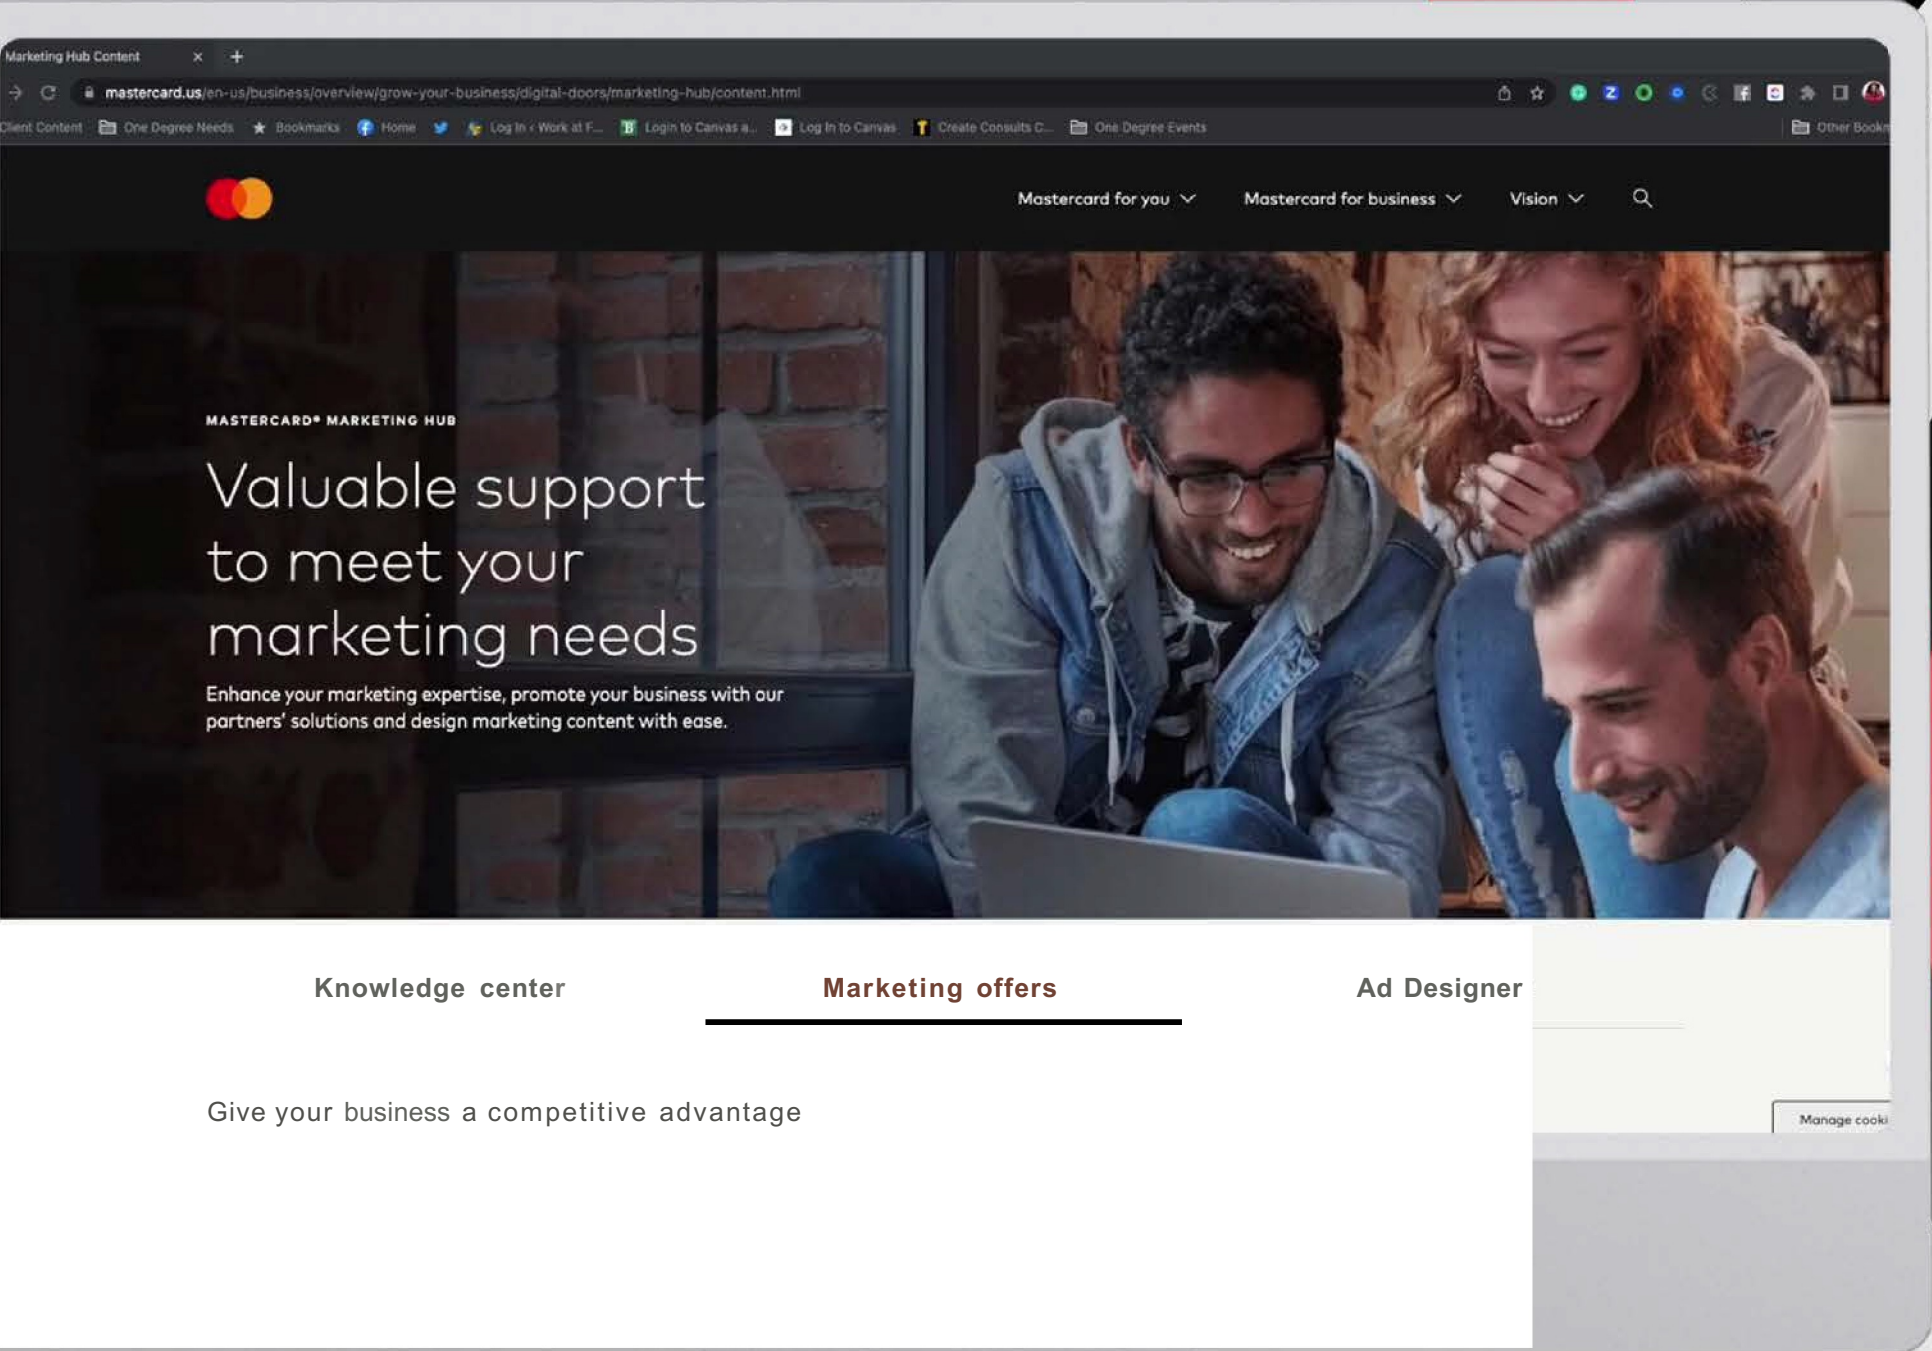 Marketing Hub Content
mastercard.us/en-us/business/overview/grow-your-business/digital-doors/marketing-hub/content.html
Client Content One Degree Needs Bookmarks Home Log In ‹ Work at F... Login to Canvas a... Log In to Canvas Create Consults C... One Degree Events Other Bookm
Mastercard for you Mastercard for business Vision
MASTERCARD® MARKETING HUB
Valuable support
to meet your
marketing needs
Enhance your marketing expertise, promote your business with our
partners' solutions and design marketing content with ease.
Knowledge center Marketing offers Ad Designer
Give your business a competitive advantage
Manage cooki